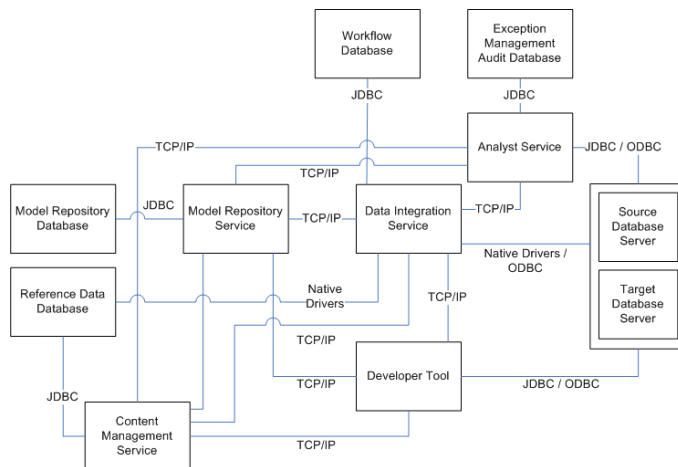 Workflow
Database
Exception
Management
Audit Database
JDBC
JDBC
TCP/IP
Analyst Service
JDBC / ODBC
TCP/IP
Model Repository
Database
JDBC
Model Repository
Service
TCP/IP
Data Integration
Service
TCP/IP
Source
Database
Server
Native Drivers /
ODBC
Reference Data
Database
Native
Drivers
TCP/IP
Target
Database
Server
TCP/IP
Developer Tool
TCP/IP
JDBC / ODBC
JDBC
Content
Management
Service
TCP/IP